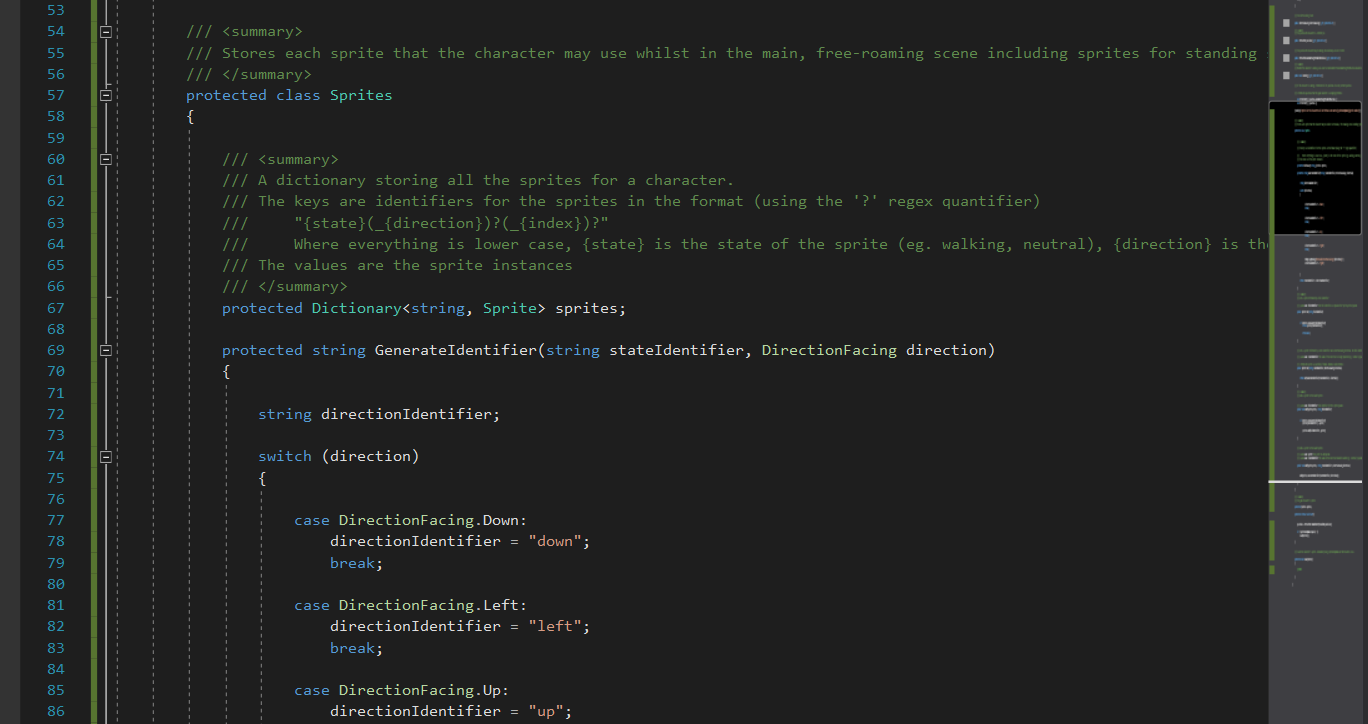 53
54 /// <summary>
55 /// Stores each sprite that the character may use whilst in the main, free-roaming scene including sprites for standing
56 /// </summary>
57 protected class Sprites
58 {
59
60 /// <summary>
61 /// A dictionary storing all the sprites for a character.
62 /// The keys are identifiers for the sprites in the format (using the '?' regex quantifier)
63 /// "{state}(_{direction})?(_{index})?"
64 /// Where everything is lower case, {state} is the state of the sprite (eg. walking, neutral), {direction} is the
65 /// The values are the sprite instances
66 /// </summary>
67 protected Dictionary<string, Sprite> sprites;
68
69 protected string GenerateIdentifier(string stateIdentifier, DirectionFacing direction)
70 {
71
72 string directionIdentifier;
73
74 switch (direction)
75 {
76
77 case DirectionFacing.Down:
78 directionIdentifier = "down";
79 break;
80
81 case DirectionFacing.Left:
82 directionIdentifier = "left";
83 break;
84
85 case DirectionFacing.Up:
86 directionIdentifier = "up";